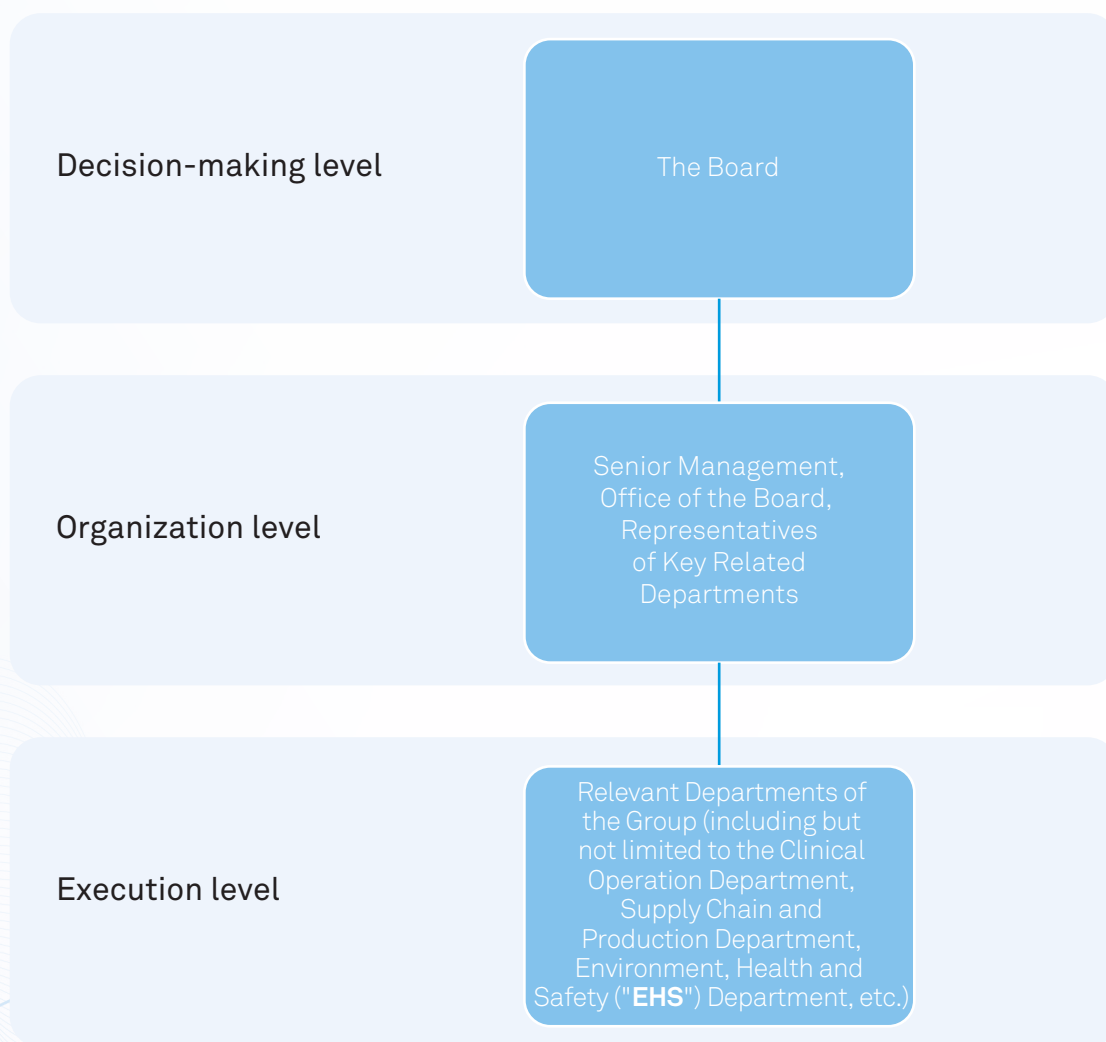 Decision-making level
The Board
Organization level
Senior Management,
Office of the Board,
Representatives
of Key Related
Departments
Execution level
Relevant Departments of
the Group (including but
not limited to the Clinical
Operation Department,
Supply Chain and
Production Department,
Environment, Health and
Safety ("EHS") Department, etc.)